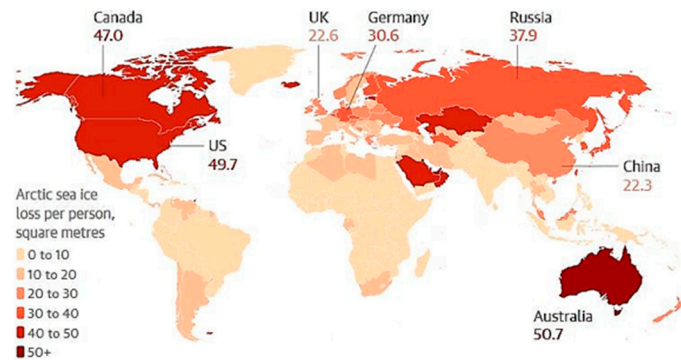 Canada
47.0
UK
22.6
Germany
30.6
Russia
37.9
US
49.7
China
22.3
Arctic sea ice
loss per person,
square metres
0 to 10
10 to 20
20 to 30
30 to 40
40 to 50
50+
Australia
50.7